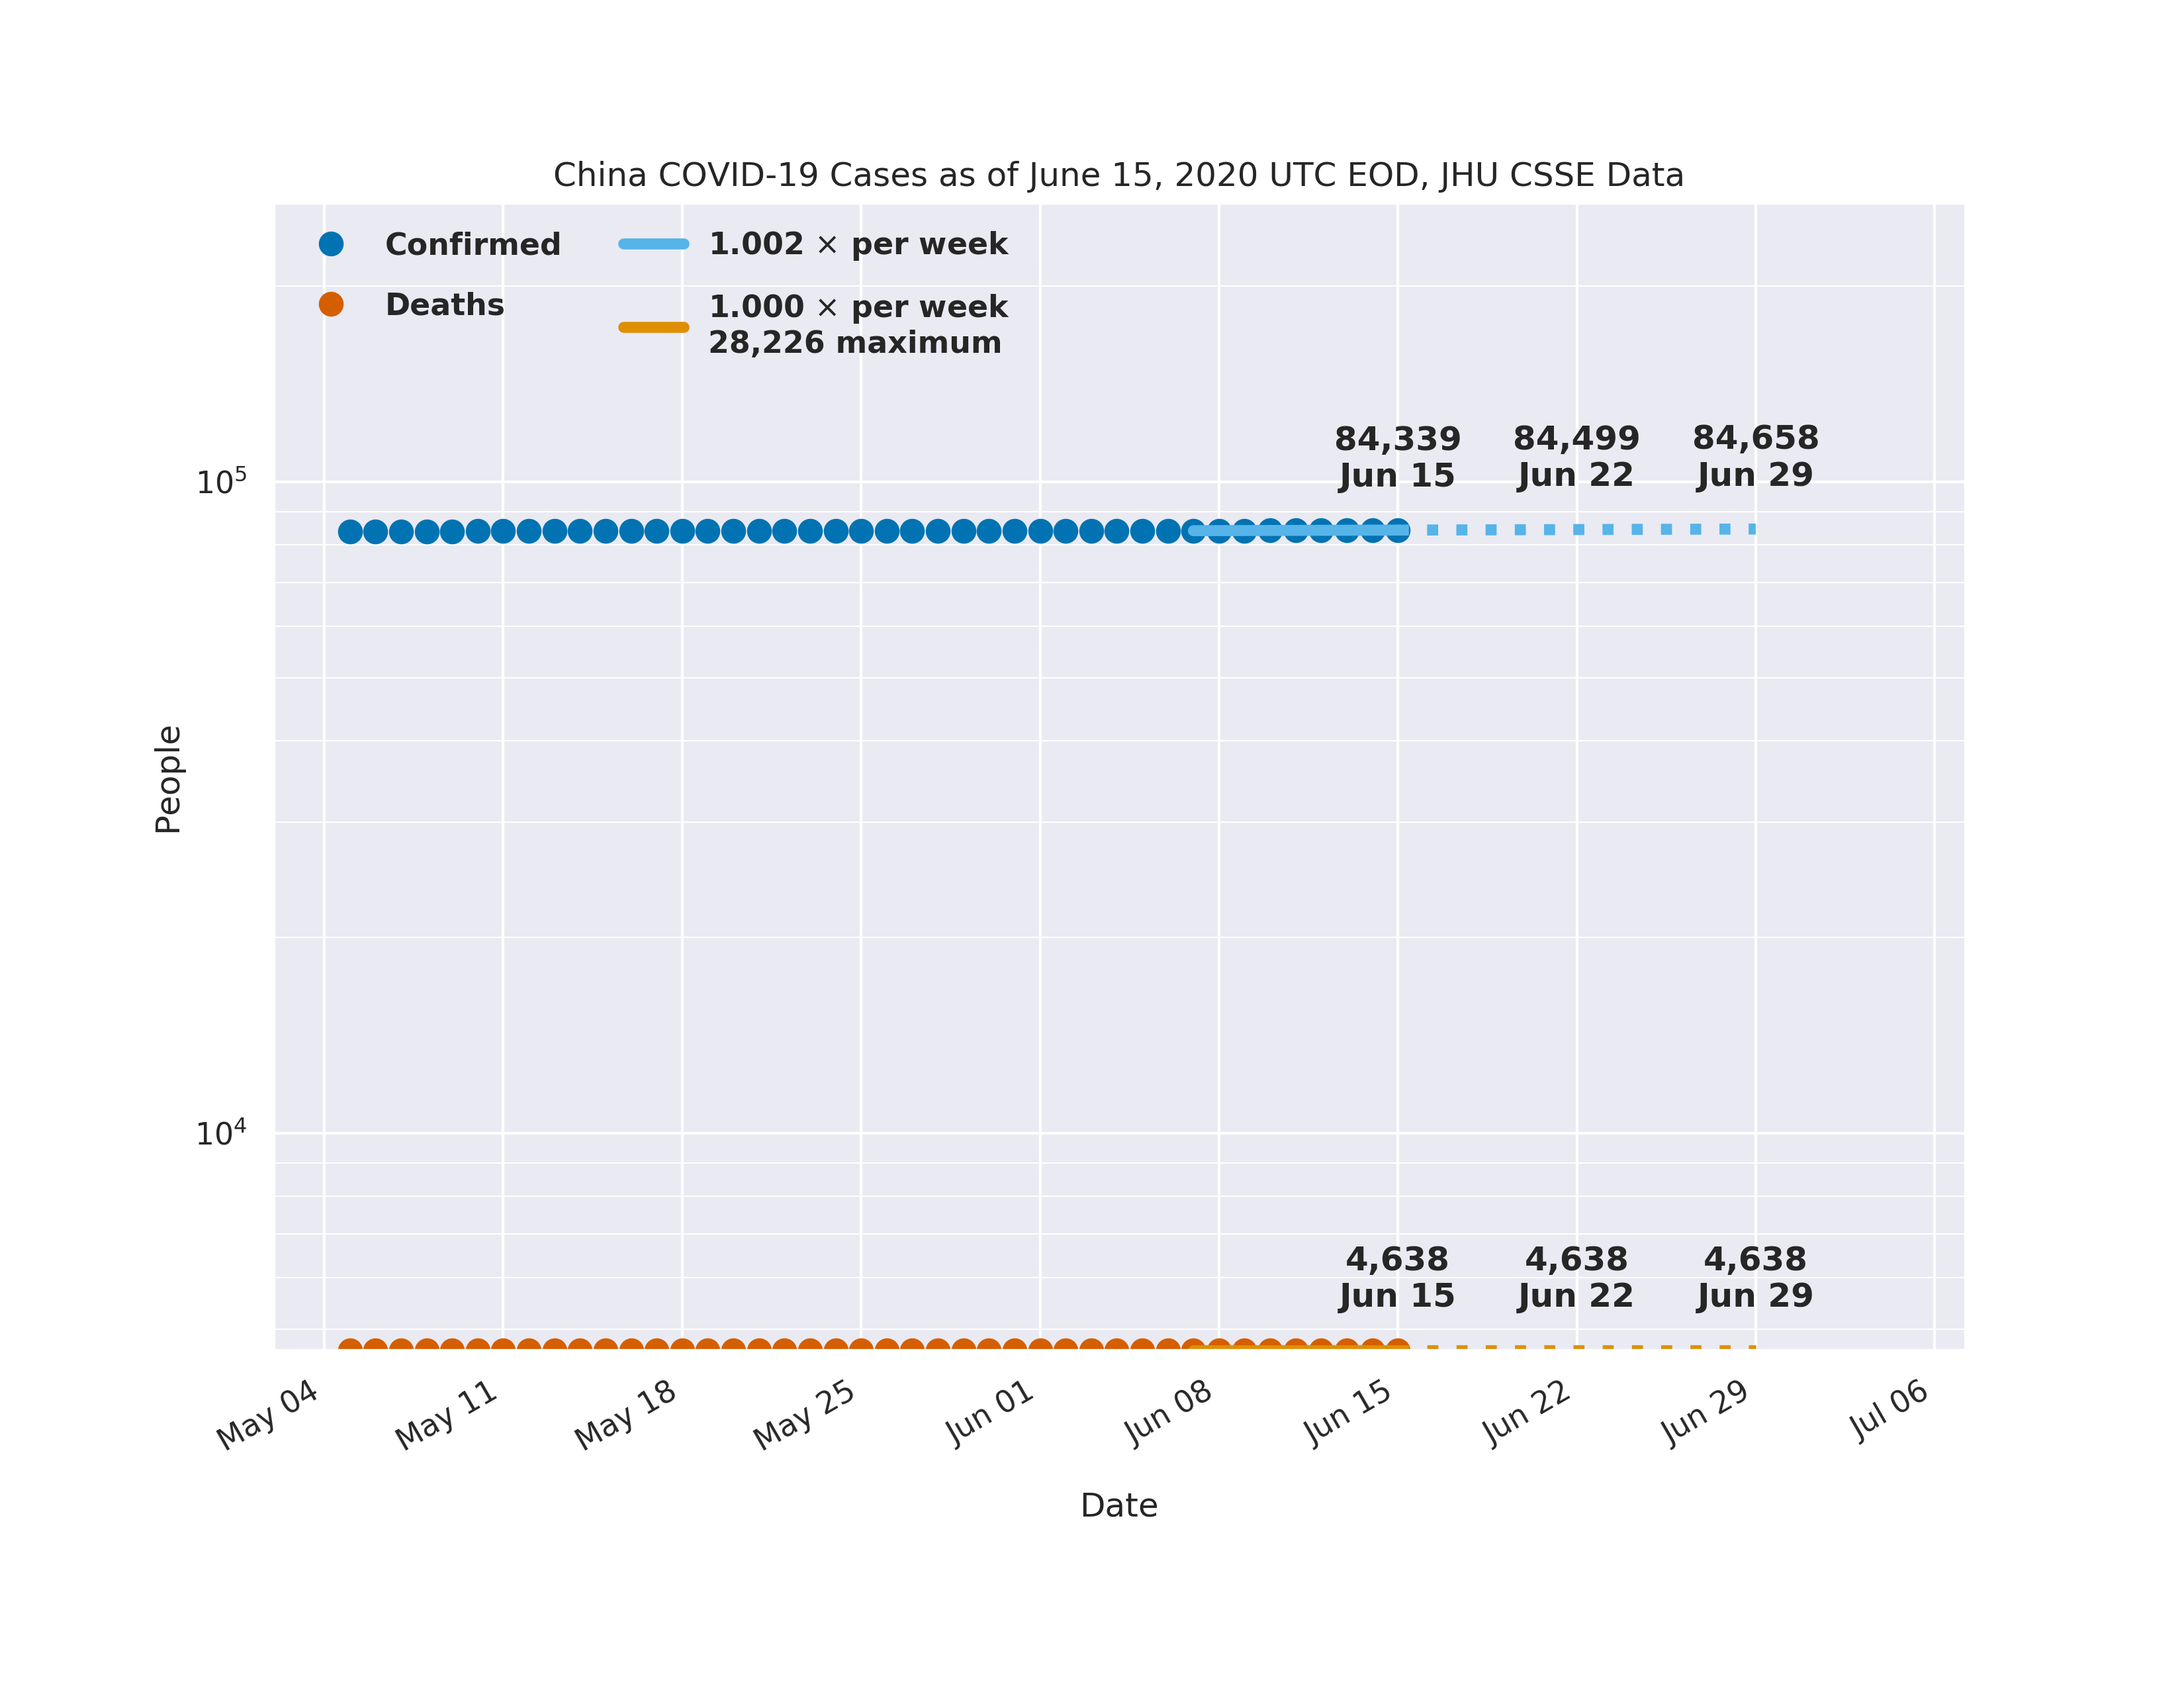 China COVID-19 Cases as of June 15, 2020 UTC EOD, JHU CSSE Data
Confirmed
Deaths
1.002 × per week
1.000 × per week
28,226 maximum
84,339
Jun 15
84,499
Jun 22
84,658
Jun 29
10⁵
People
10⁴
4,638
Jun 15
4,638
Jun 22
4,638
Jun 29
May 04
May 11
May 18
May 25
Jun 01
Jun 08
Jun 15
Jun 22
Jun 29
Jul 06
Date